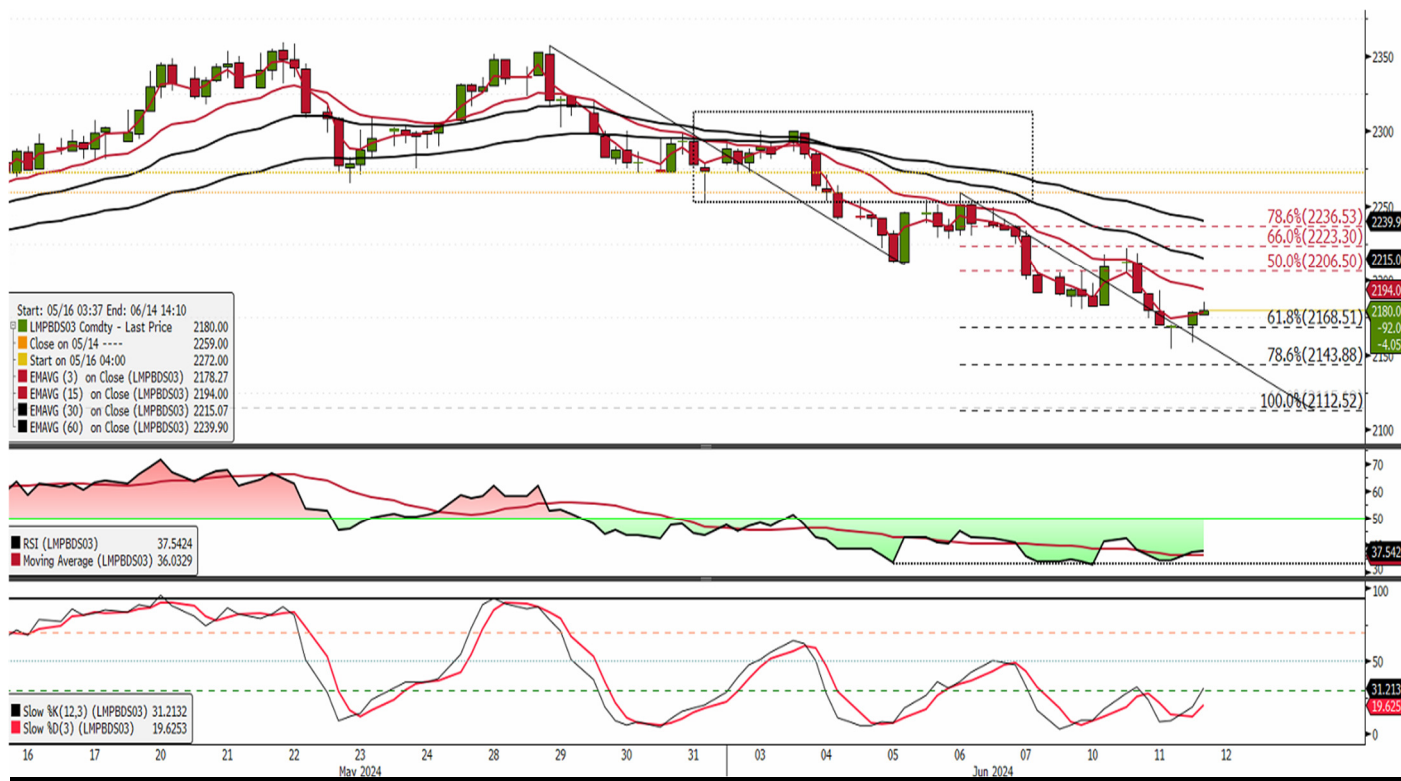 2350
2300
2250
78.6%(2236.53)
2239.9
66.0%(2223.30)
2215.0
50.0%(2206.50)
2194.0
2180.0
61.8%(2168.51)
-92.0
-4.05
2150
78.6%(2143.88)
100.0%(2112.52)
2100
Start: 05/16 03:37 End: 06/14 14:10
LMPBDS03 Comdty - Last Price 2180.00
Close on 05/14 ---- 2259.00
Start on 05/16 04:00 2272.00
EMAVG (3) on Close (LMPBDS03) 2178.27
EMAVG (15) on Close (LMPBDS03) 2194.00
EMAVG (30) on Close (LMPBDS03) 2215.07
EMAVG (60) on Close (LMPBDS03) 2239.90
70
60
50
37.542
30
RSI (LMPBDS03) 37.5424
Moving Average (LMPBDS03) 36.0329
100
50
31.213
19.625
0
Slow %K(12,3) (LMPBDS03) 31.2132
Slow %D(3) (LMPBDS03) 19.6253
16 17 20 21 22 23 24 28 29 30 31 03 04 05 06 07 10 11 12
May 2024 Jun 2024